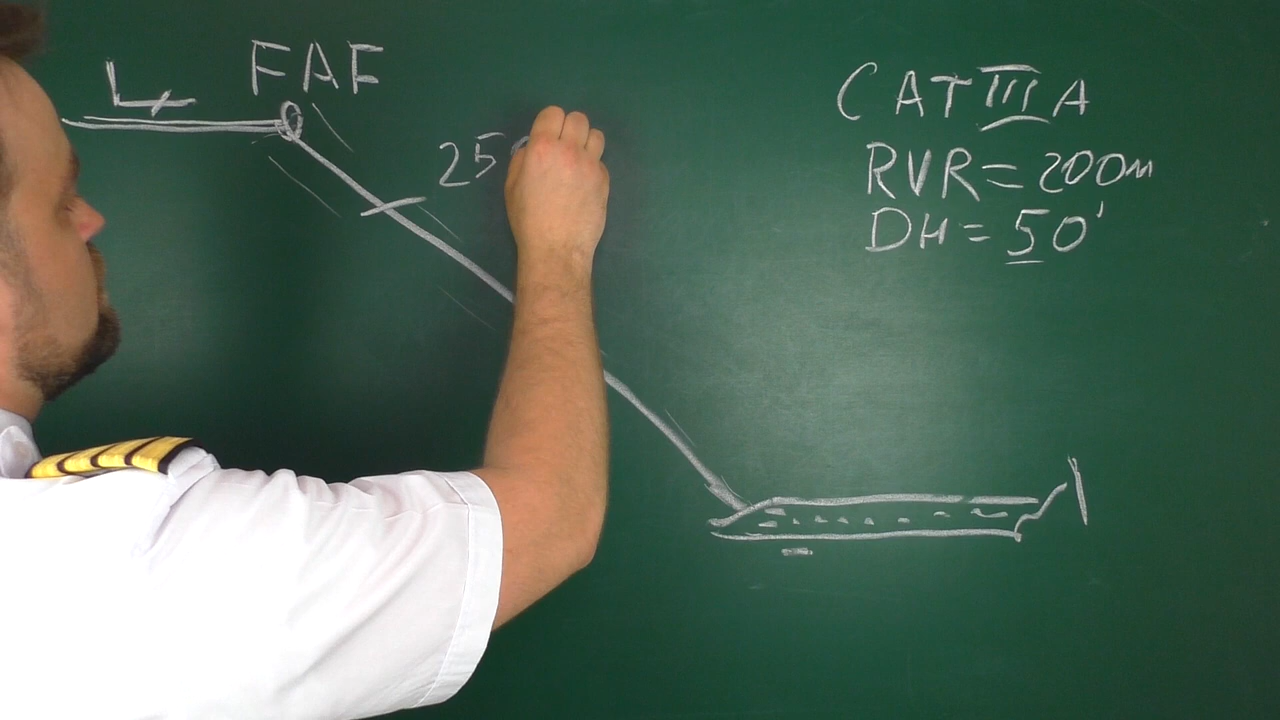 FAF
25
CAT III A
RVR = 200m
DH = 50'